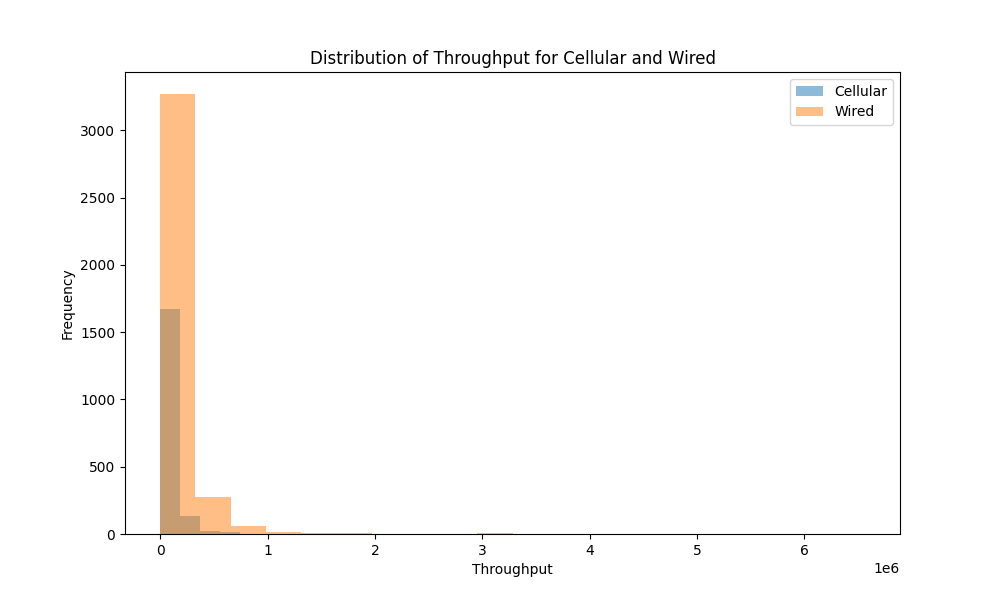 Distribution of Throughput for Cellular and Wired
Cellular
Wired
Frequency
3000
2500
2000
1500
1000
500
0
0 1 2 3 4 5 6
1e6
Throughput